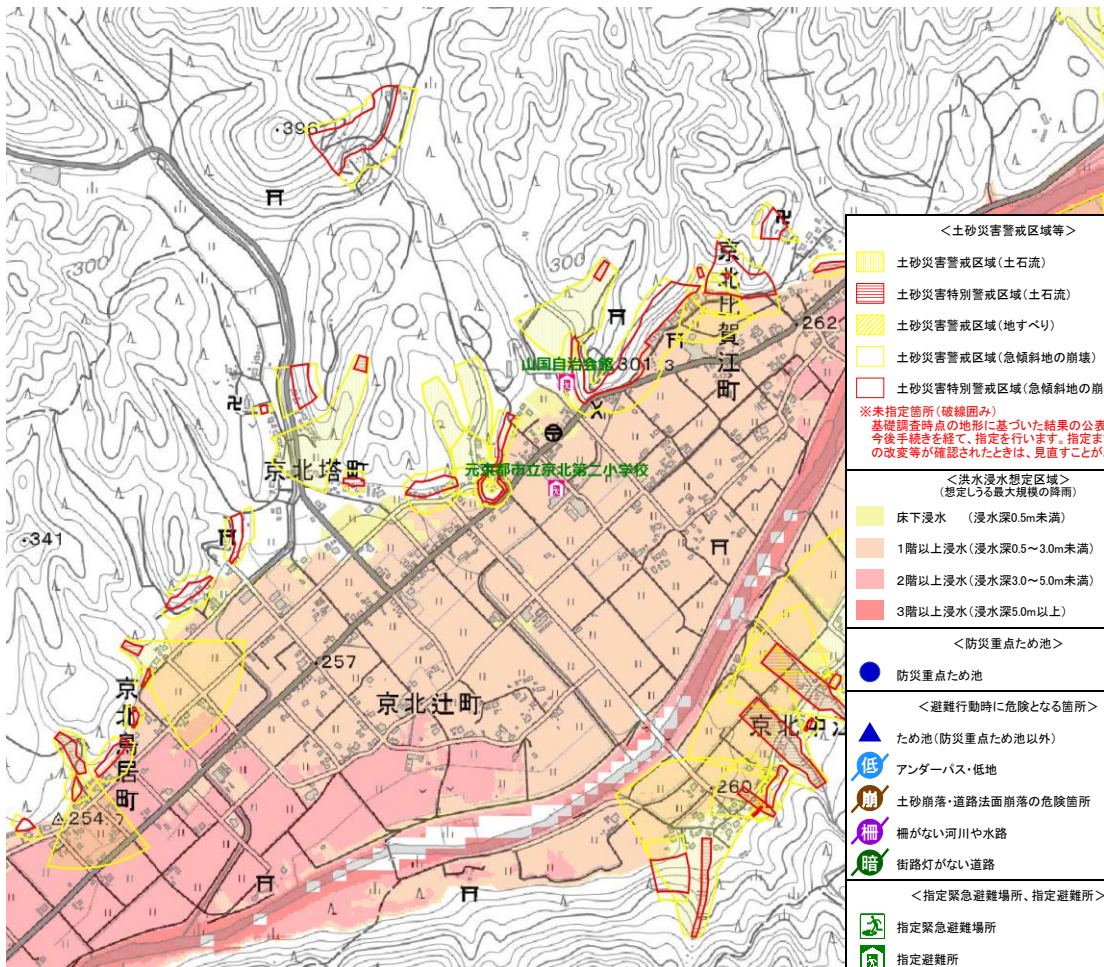 ・396
300
300
京北比賀江町
・262
山国自治会館
301.3
元京都市立京北第二小学校
京北塔町
・341
・257
京北辻町
京北鳥居町
254.7
・260
<土砂災害警戒区域等>
土砂災害警戒区域(土石流)
土砂災害特別警戒区域(土石流)
土砂災害警戒区域(地すべり)
土砂災害警戒区域(急傾斜地の崩壊)
土砂災害特別警戒区域(急傾斜地の崩
※未指定箇所(破線囲み)
基礎調査時点の地形に基づいた結果の公表
今後手続きを経て、指定を行います。指定ま
の改変等が確認されたときは、見直すことが
<洪水浸水想定区域>
(想定しうる最大規模の降雨)
床下浸水 (浸水深0.5m未満)
1階以上浸水(浸水深0.5~3.0m未満)
2階以上浸水(浸水深3.0~5.0m未満)
3階以上浸水(浸水深5.0m以上)
<防災重点ため池>
防災重点ため池
<避難行動時に危険となる箇所>
ため池(防災重点ため池以外)
低 アンダーパス・低地
崩 土砂崩落・道路法面崩落の危険箇所
柵 柵がない河川や水路
暗 街路灯がない道路
<指定緊急避難場所、指定避難所>
指定緊急避難場所
指定避難所